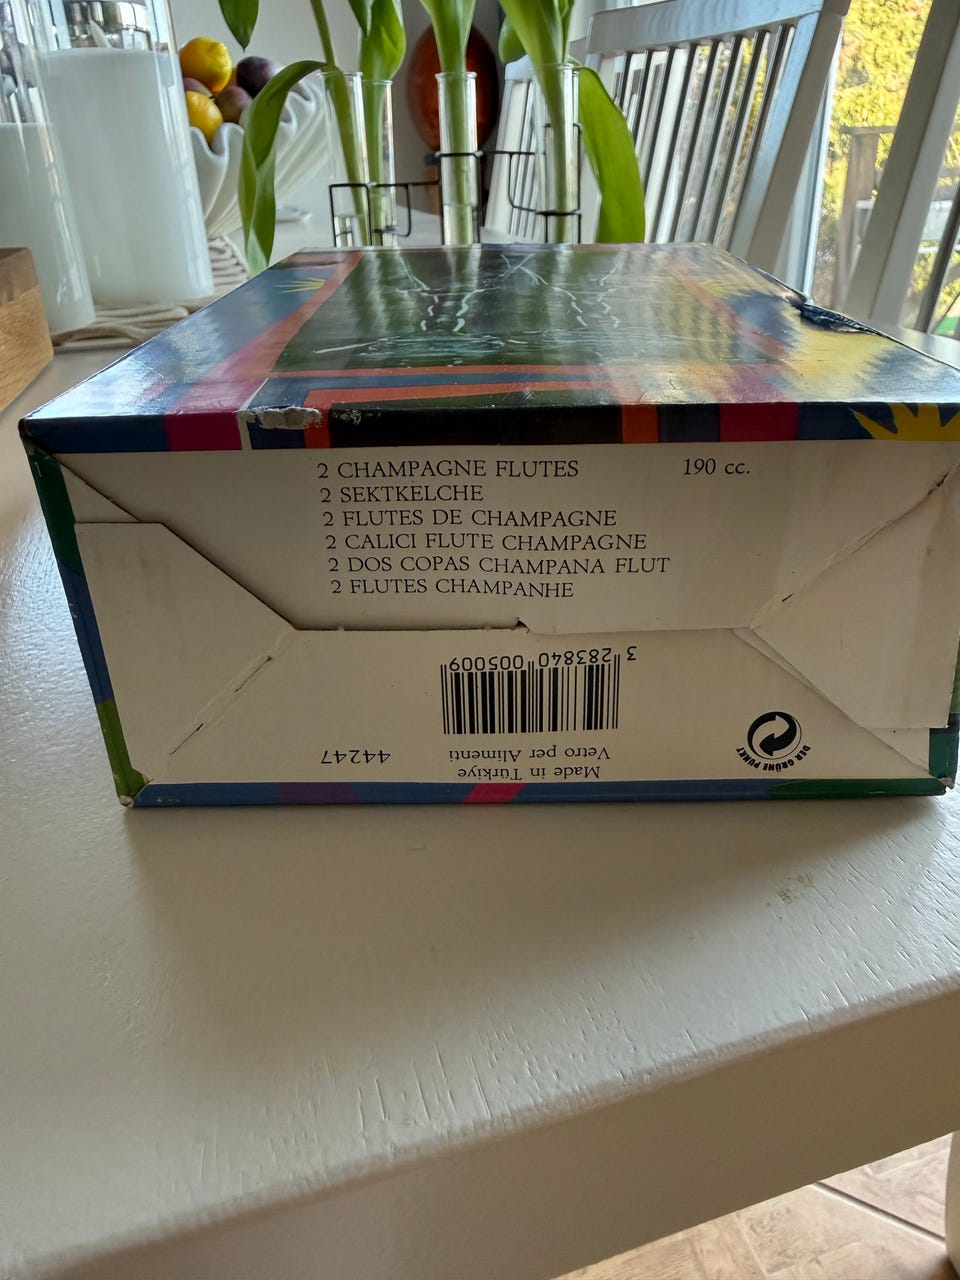 2 CHAMPAGNE FLUTES 190 cc.
2 SEKTKELCHE
2 FLUTES DE CHAMPAGNE
2 CALICI FLUTE CHAMPAGNE
2 DOS COPAS CHAMPANA FLUT
2 FLUTES CHAMPANHE
3 283840 005009
Made in Türkiye
Vetro per Alimenti
44247
DER GRÜNE PUNKT